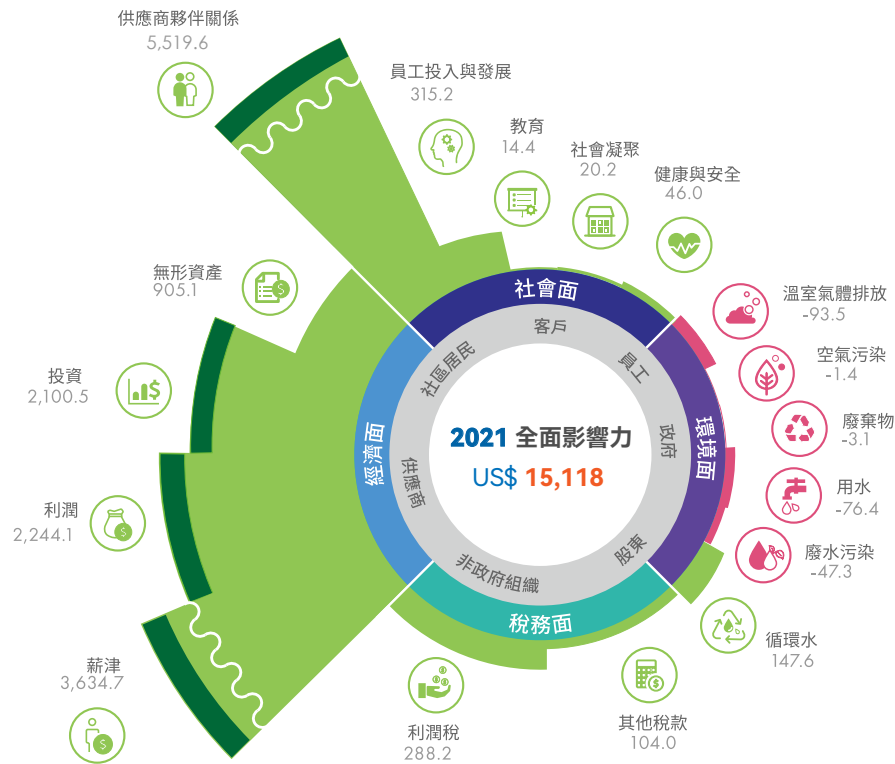 供應商夥伴關係
5,519.6
員工投入與發展
315.2
教育
14.4
社會凝聚
20.2
健康與安全
46.0
無形資產
905.1
投資
2,100.5
利潤
2,244.1
薪津
3,634.7
溫室氣體排放
-93.5
空氣污染
-1.4
廢棄物
-3.1
用水
-76.4
廢水污染
-47.3
循環水
147.6
其他稅款
104.0
利潤稅
288.2
社會面
環境面
稅務面
經濟面
客戶
員工
政府
股東
非政府組織
供應商
社區居民
2021 全面影響力
US$ 15,118